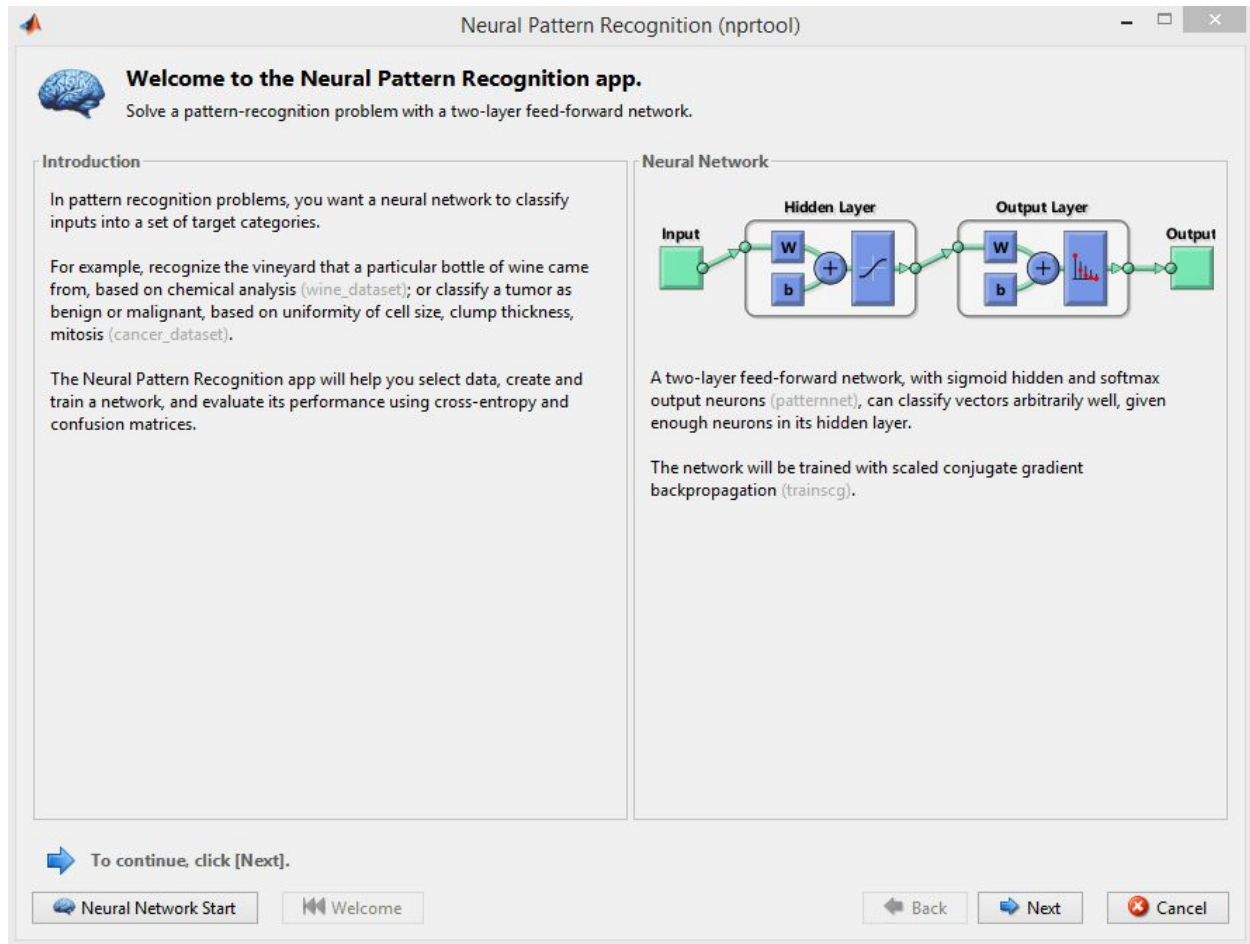 Neural Pattern Recognition (nprtool)
Welcome to the Neural Pattern Recognition app.
Solve a pattern-recognition problem with a two-layer feed-forward network.
Introduction
In pattern recognition problems, you want a neural network to classify
inputs into a set of target categories.
For example, recognize the vineyard that a particular bottle of wine came
from, based on chemical analysis (wine_dataset); or classify a tumor as
benign or malignant, based on uniformity of cell size, clump thickness,
mitosis (cancer_dataset).
The Neural Pattern Recognition app will help you select data, create and
train a network, and evaluate its performance using cross-entropy and
confusion matrices.
Neural Network
Hidden Layer
Output Layer
Input
Output
W
b
+
W
b
+
A two-layer feed-forward network, with sigmoid hidden and softmax
output neurons (patternnet), can classify vectors arbitrarily well, given
enough neurons in its hidden layer.
The network will be trained with scaled conjugate gradient
backpropagation (trainscg).
To continue, click [Next].
Neural Network Start
Welcome
Back
Next
Cancel